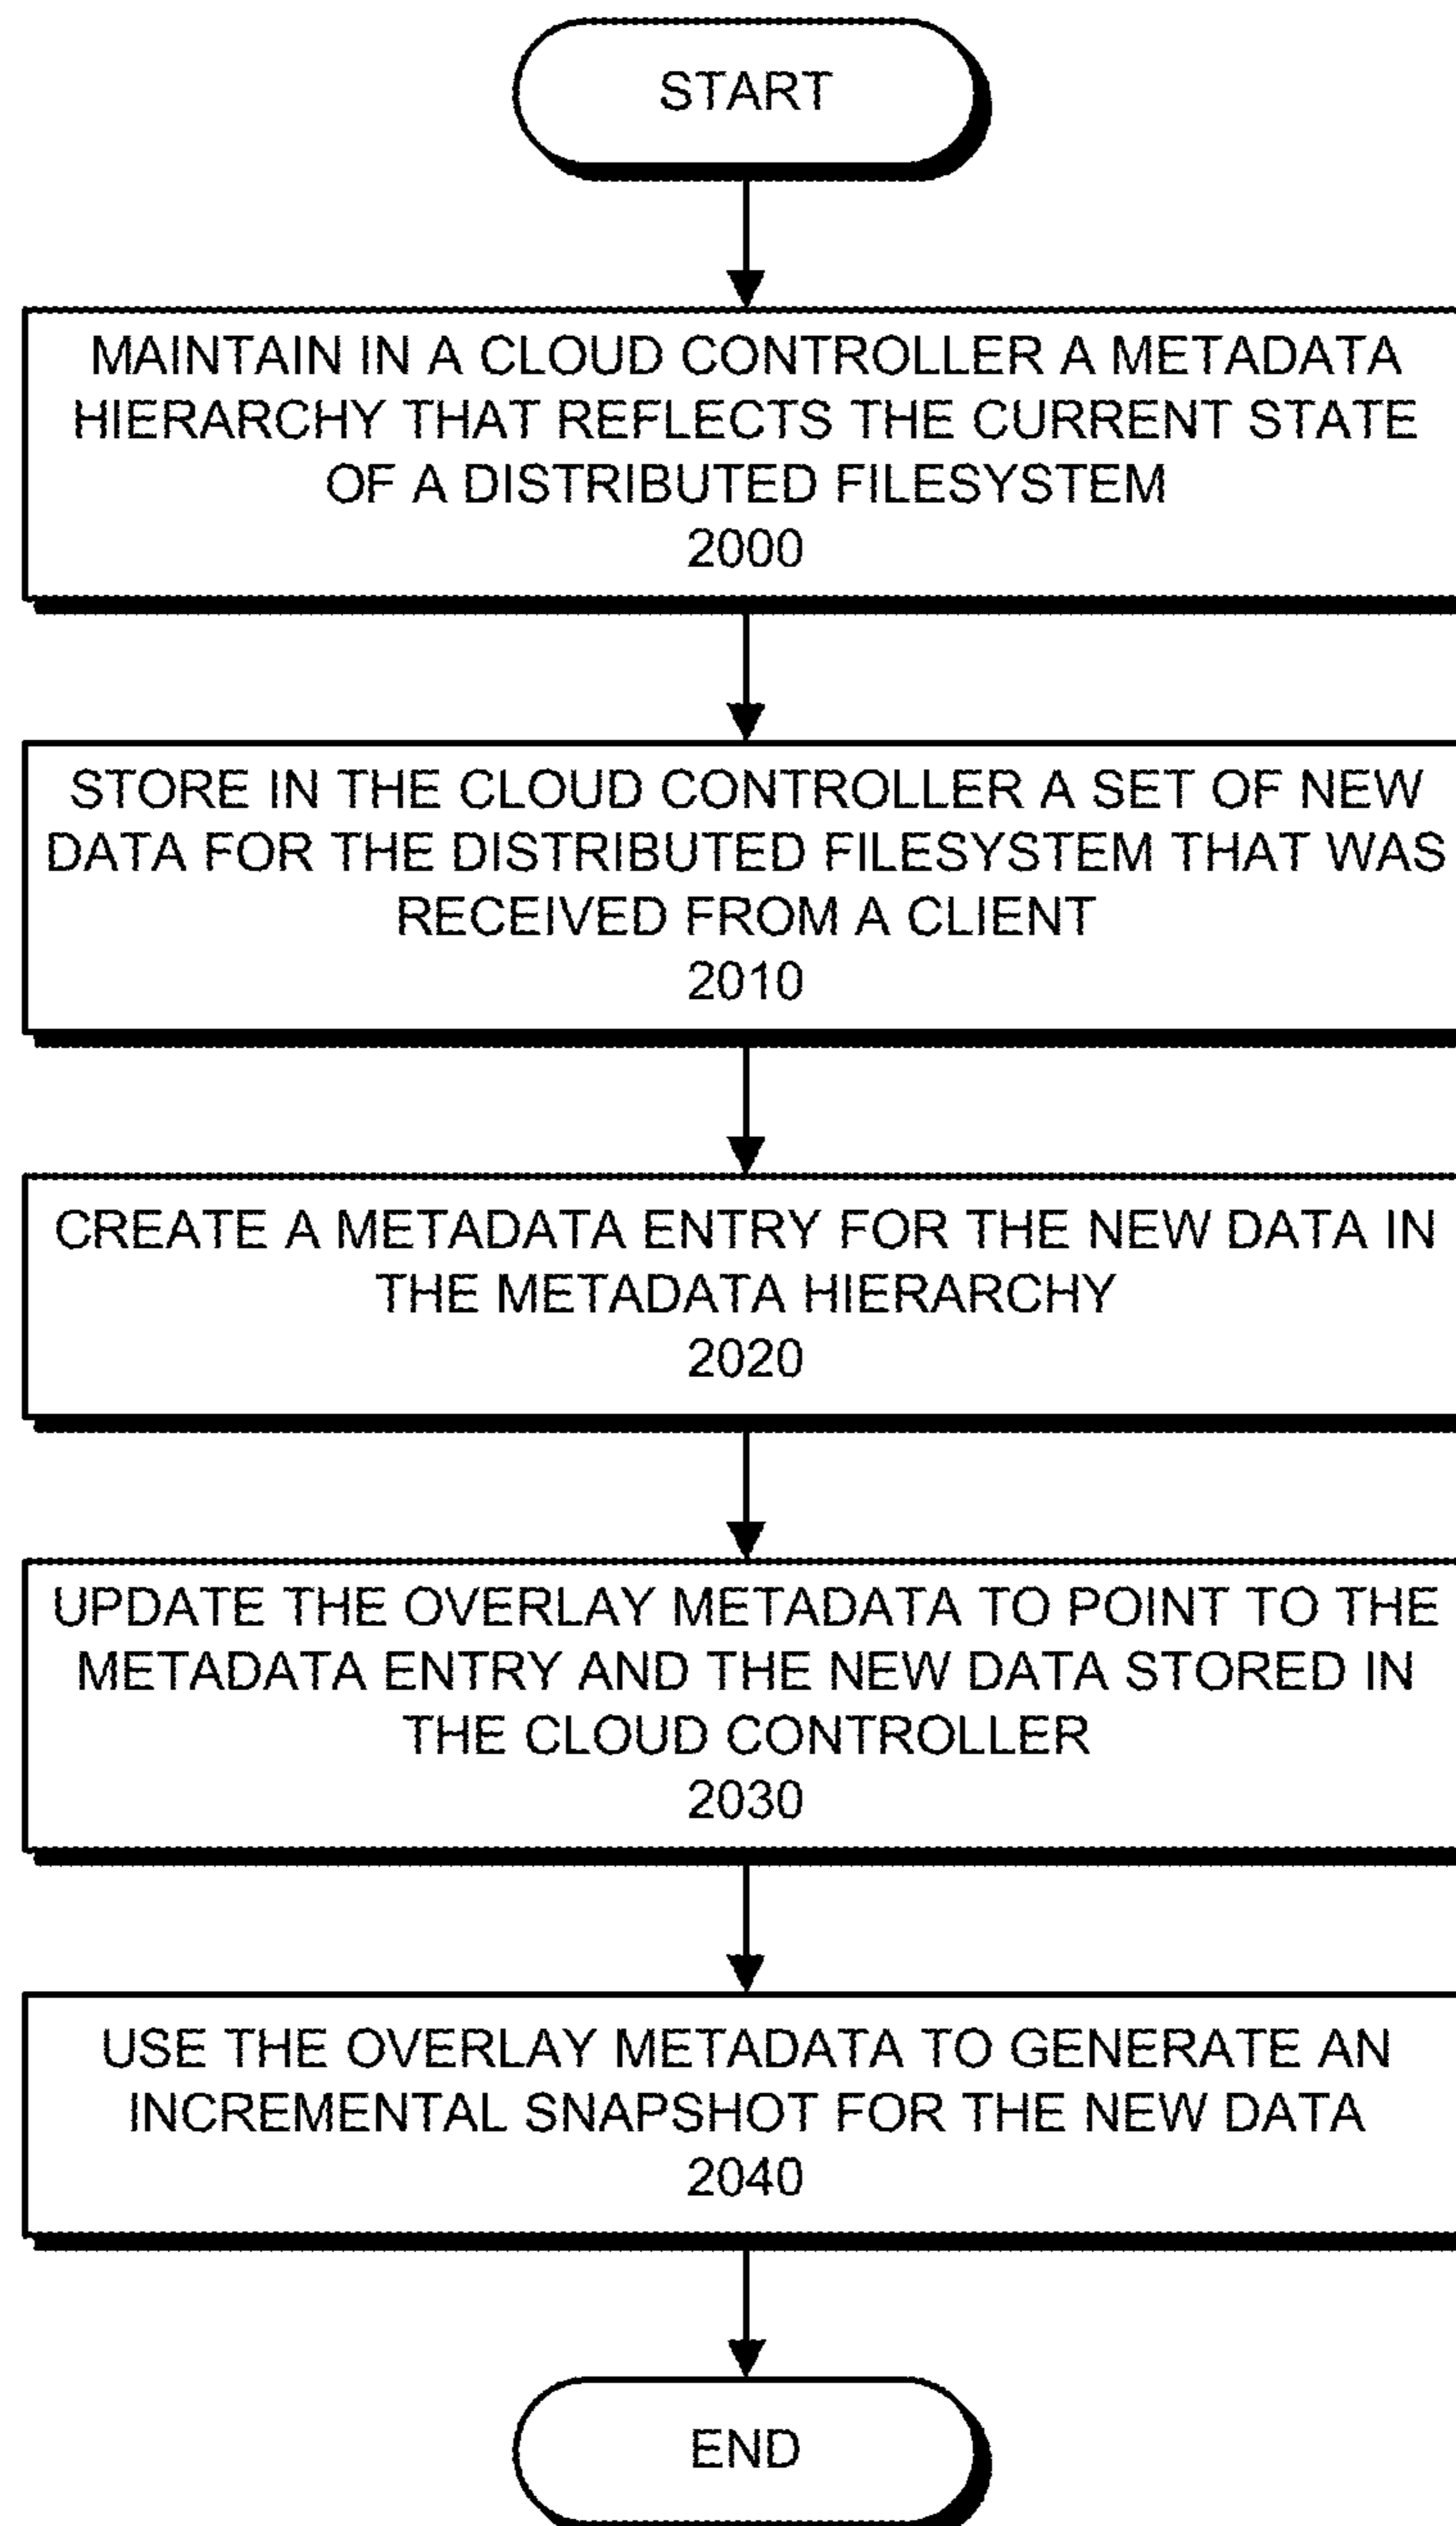 START
MAINTAIN IN A CLOUD CONTROLLER A METADATA
HIERARCHY THAT REFLECTS THE CURRENT STATE
OF A DISTRIBUTED FILESYSTEM
2000
STORE IN THE CLOUD CONTROLLER A SET OF NEW
DATA FOR THE DISTRIBUTED FILESYSTEM THAT WAS
RECEIVED FROM A CLIENT
2010
CREATE A METADATA ENTRY FOR THE NEW DATA IN
THE METADATA HIERARCHY
2020
UPDATE THE OVERLAY METADATA TO POINT TO THE
METADATA ENTRY AND THE NEW DATA STORED IN
THE CLOUD CONTROLLER
2030
USE THE OVERLAY METADATA TO GENERATE AN
INCREMENTAL SNAPSHOT FOR THE NEW DATA
2040
END